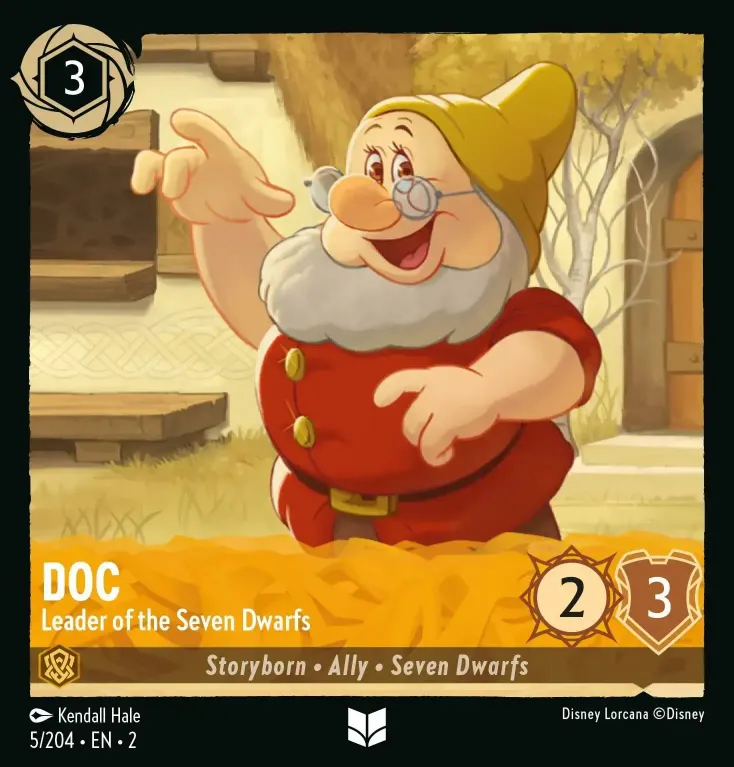 3
DOC
Leader of the Seven Dwarfs
2
3
Storyborn • Ally • Seven Dwarfs
Kendall Hale
Disney Lorcana ©Disney
5/204 • EN • 2